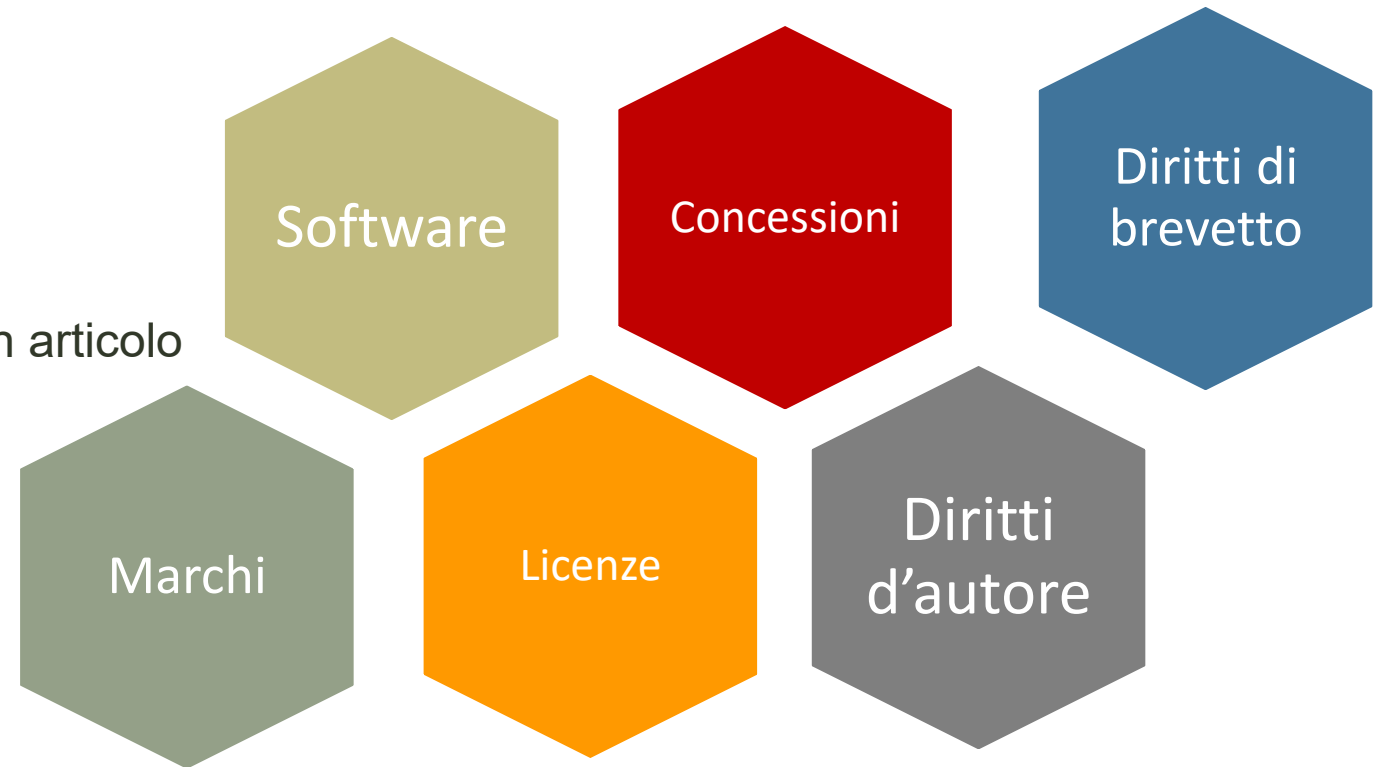 Software
Concessioni
Diritti di
brevetto
articolo
Marchi
Licenze
Diritti
d’autore